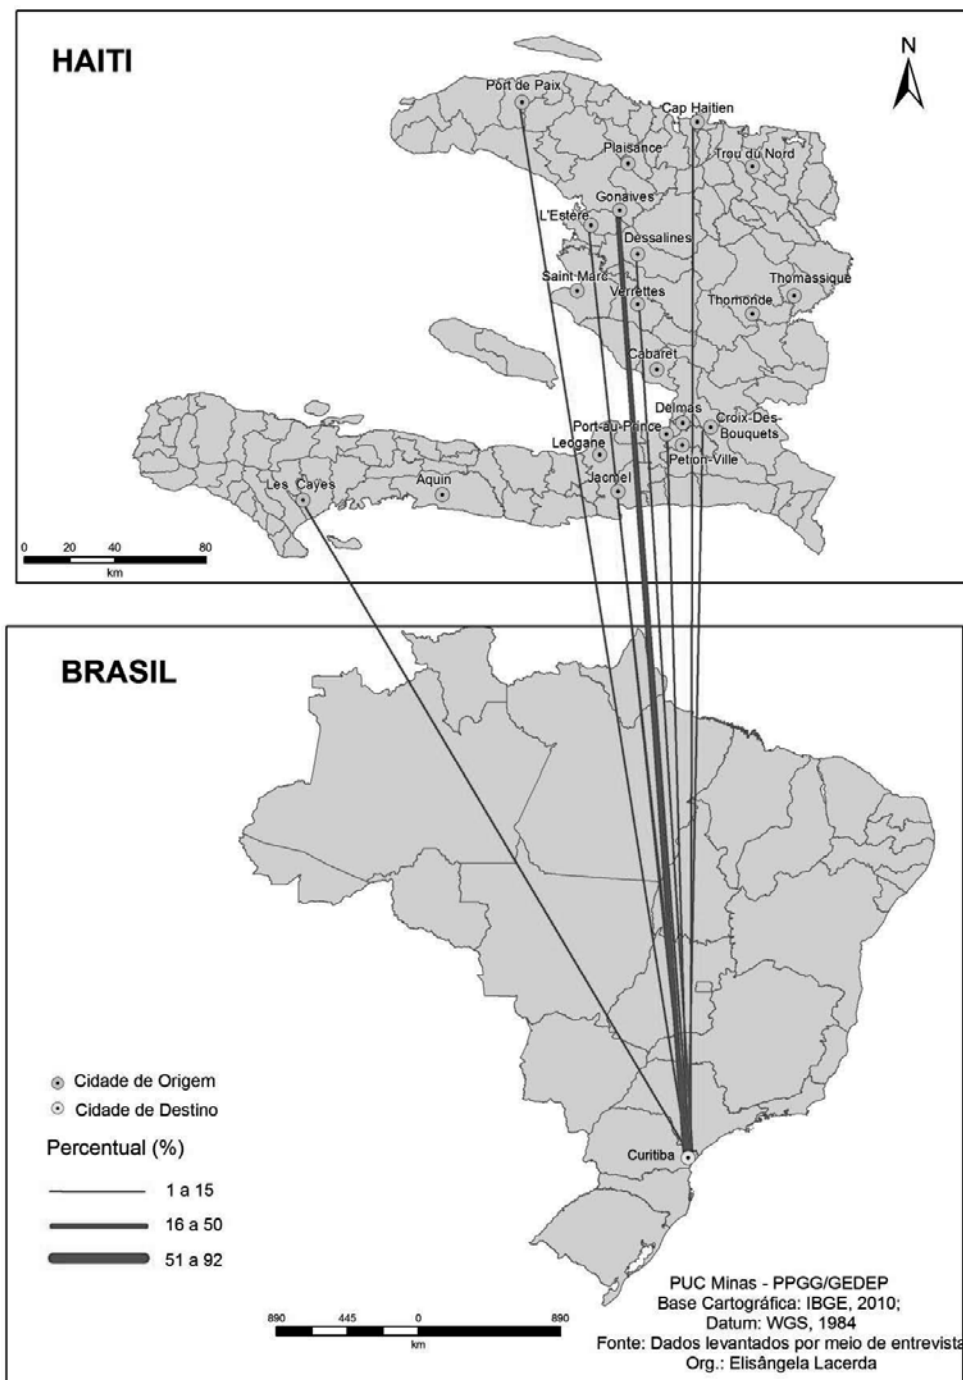 HAITI
N
Port de Paix
Cap Haitien
Plaisance
Trou du Nord
Gonaives
L'Estere
Dessalines
Saint Marc
Verrettes
Thomassique
Thomonde
Cabaret
Delmas
Port-au-Prince
Croix-Des-
Bouquets
Leogane
Petion-Ville
Les Cayes
Aquin
Jacmel
0 20 40 80
km
BRASIL
Cidade de Origem
Cidade de Destino
Curitiba
Percentual (%)
1 a 15
16 a 50
51 a 92
890 445 0 890
km
PUC Minas - PPGG/GEDEP
Base Cartográfica: IBGE, 2010;
Datum: WGS, 1984
Fonte: Dados levantados por meio de entrevista
Org.: Elisângela Lacerda